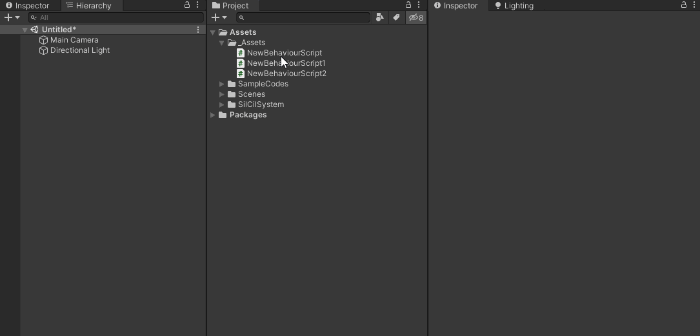 Inspector
Hierarchy
All
Untitled*
Main Camera
Directional Light
Project
8
Assets
_Assets
NewBehaviourScript
NewBehaviourScript1
NewBehaviourScript2
SampleCodes
Scenes
SilCilSystem
Packages
Inspector
Lighting